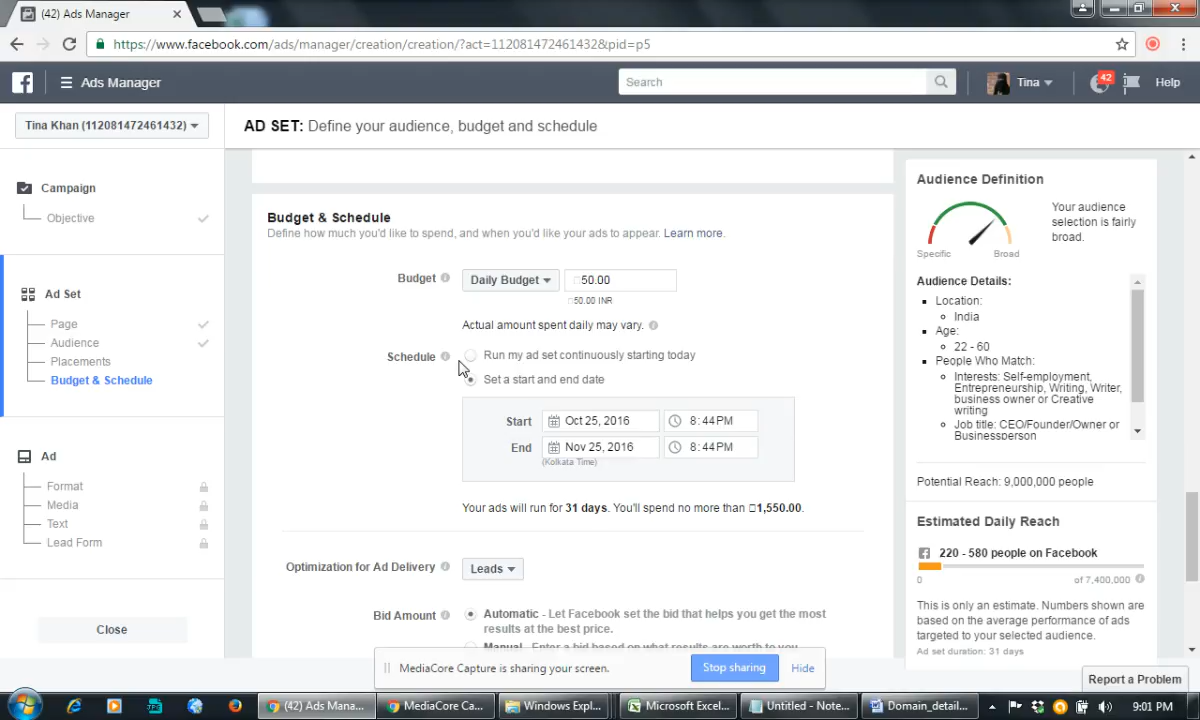 (42) Ads Manager
https://www.facebook.com/ads/manager/creation/creation/?act=112081472461432&pid=p5
Ads Manager
Search
Tina
42
Help
Tina Khan (112081472461432)
AD SET: Define your audience, budget and schedule
Campaign
Objective
Ad Set
Page
Audience
Placements
Budget & Schedule
Ad
Format
Media
Text
Lead Form
Close
Budget & Schedule
Define how much you'd like to spend, and when you'd like your ads to appear. Learn more.
Budget
Daily Budget
50.00
50.00 INR
Actual amount spent daily may vary.
Schedule
Run my ad set continuously starting today
Set a start and end date
Start
Oct 25, 2016
8:44PM
End
Nov 25, 2016
8:44PM
(Kolkata Time)
Your ads will run for 31 days. You'll spend no more than 1,550.00.
Optimization for Ad Delivery
Leads
Bid Amount
Automatic - Let Facebook set the bid that helps you get the most
results at the best price.
Manual - Enter a bid based on what results are worth to you
Audience Definition
Your audience
selection is fairly
broad.
Specific
Broad
Audience Details:
Location:
India
Age:
22 - 60
People Who Match:
Interests: Self-employment,
Entrepreneurship, Writing, Writer,
business owner or Creative
writing
Job title: CEO/Founder/Owner or
Businessperson
Potential Reach: 9,000,000 people
Estimated Daily Reach
220 - 580 people on Facebook
0
of 7,400,000
This is only an estimate. Numbers shown are
based on the average performance of ads
targeted to your selected audience.
Ad set duration: 31 days
MediaCore Capture is sharing your screen.
Stop sharing
Hide
Report a Problem
(42) Ads Mana...
MediaCore Ca...
Windows Expl...
Microsoft Excel...
Untitled - Note...
Domain_detail...
9:01 PM